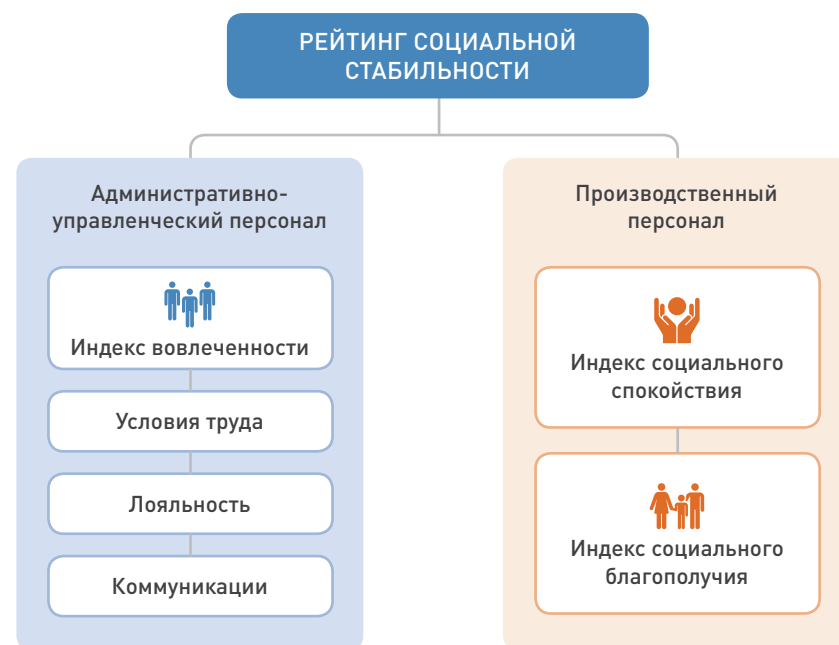 РЕЙТИНГ СОЦИАЛЬНОЙ
СТАБИЛЬНОСТИ
Административно-
управленческий персонал
Индекс вовлеченности
Условия труда
Лояльность
Коммуникации
Производственный
персонал
Индекс социального
спокойствия
Индекс социального
благополучия